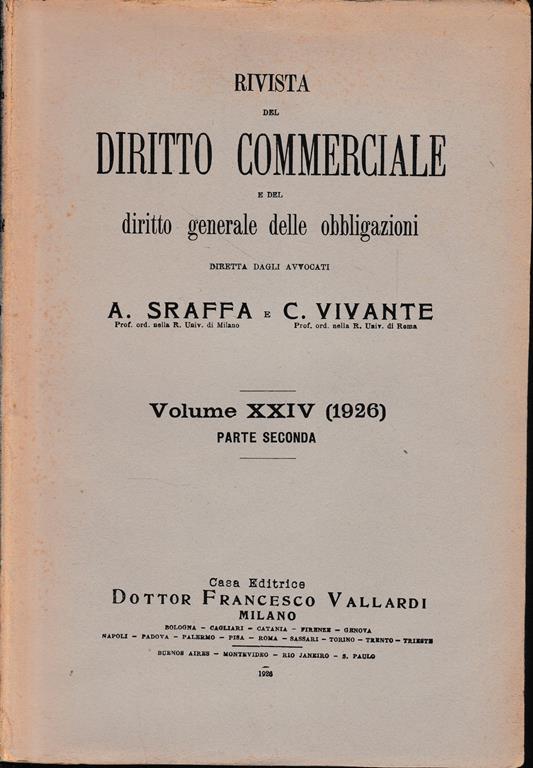 RIVISTA
DEL
DIRITTO COMMERCIALE
E DEL
diritto generale delle obbligazioni
DIRETTA DAGLI AVVOCATI
A. SRAFFA E C. VIVANTE
Prof. ord. nella R. Univ. di Milano Prof. ord. nella R. Univ. di Roma
Volume XXIV (1926)
PARTE SECONDA
Casa Editrice
DOTTOR FRANCESCO VALLARDI
MILANO
BOLOGNA – CAGLIARI – CATANIA – FIRENZE – GENOVA
NAPOLI – PADOVA – PALERMO – PISA – ROMA – SASSARI – TORINO – TRENTO – TRIESTE
BUENOS AIRES – MONTEVIDEO – RIO JANEIRO – S. PAULO
1926